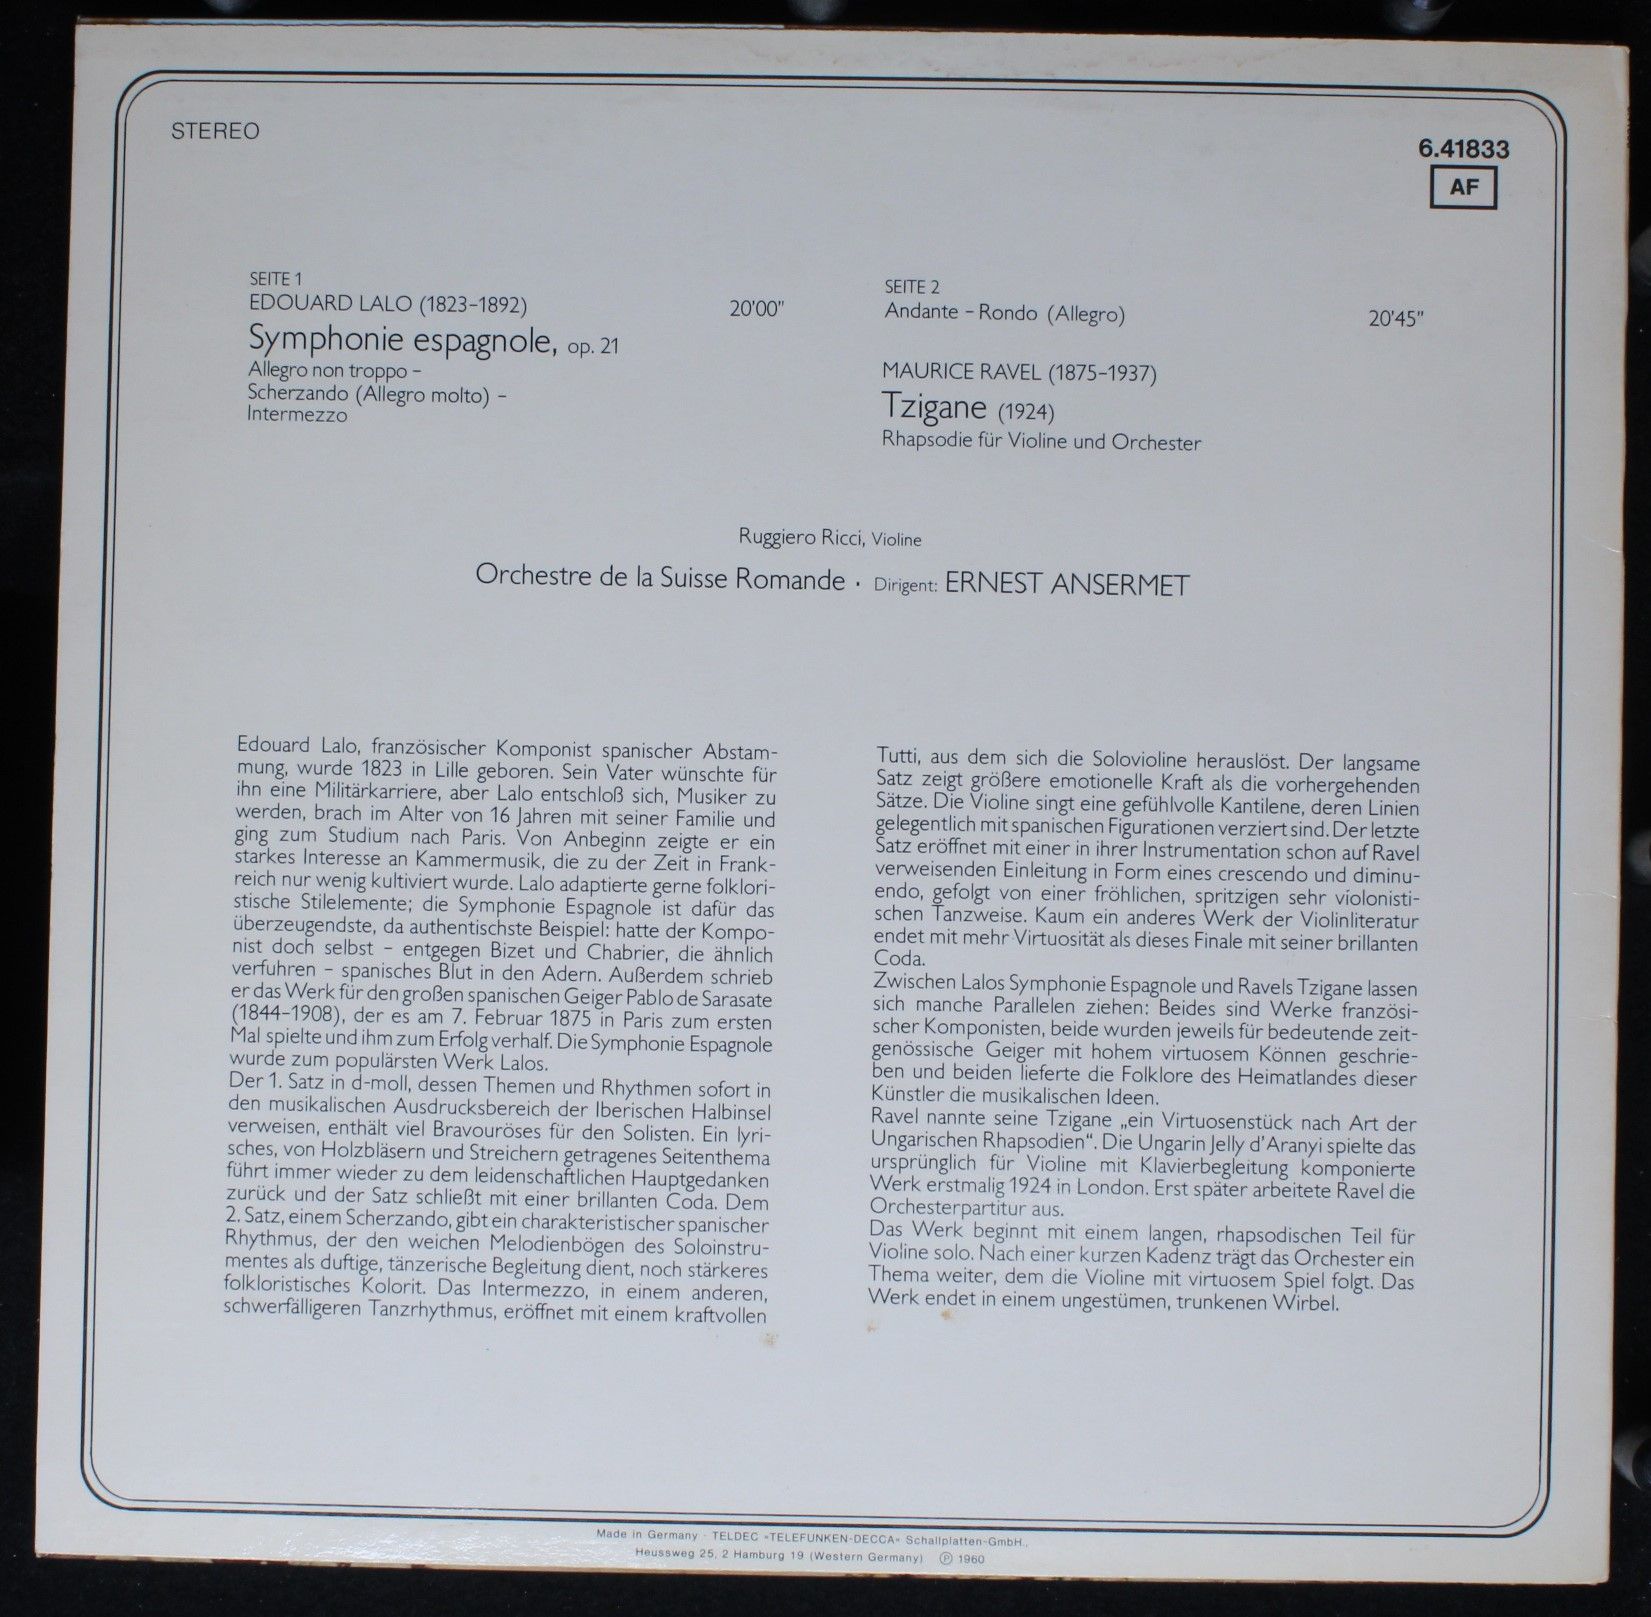 STEREO
6.41833
AF
SEITE 1
EDOUARD LALO (1823-1892) 20'00"
Symphonie espagnole, op. 21
Allegro non troppo –
Scherzando (Allegro molto) –
Intermezzo
SEITE 2
Andante – Rondo (Allegro) 20'45"
MAURICE RAVEL (1875-1937)
Tzigane (1924)
Rhapsodie für Violine und Orchester
Ruggiero Ricci, Violine
Orchestre de la Suisse Romande · Dirigent: ERNEST ANSERMET
Edouard Lalo, französischer Komponist spanischer Abstam-
mung, wurde 1823 in Lille geboren. Sein Vater wünschte für
ihn eine Militärkarriere, aber Lalo entschloß sich, Musiker zu
werden, brach im Alter von 16 Jahren mit seiner Familie und
ging zum Studium nach Paris. Von Anbeginn zeigte er ein
starkes Interesse an Kammermusik, die zu der Zeit in Frank-
reich nur wenig kultiviert wurde. Lalo adaptierte gerne folklori-
stische Stilelemente; die Symphonie Espagnole ist dafür das
überzeugendste, da authentischste Beispiel: hatte der Kompo-
nist doch selbst – entgegen Bizet und Chabrier, die ähnlich
verfuhren – spanisches Blut in den Adern. Außerdem schrieb
er das Werk für den großen spanischen Geiger Pablo de Sarasate
(1844-1908), der es am 7. Februar 1875 in Paris zum ersten
Mal spielte und ihm zum Erfolg verhalf. Die Symphonie Espagnole
wurde zum populärsten Werk Lalos.
Der 1. Satz in d-moll, dessen Themen und Rhythmen sofort in
den musikalischen Ausdrucksbereich der Iberischen Halbinsel
verweisen, enthält viel Bravouröses für den Solisten. Ein lyri-
sches, von Holzbläsern und Streichern getragenes Seitenthema
führt immer wieder zu dem leidenschaftlichen Hauptgedanken
zurück und der Satz schließt mit einer brillanten Coda. Dem
2. Satz, einem Scherzando, gibt ein charakteristischer spanischer
Rhythmus, der den weichen Melodienbögen des Soloinstru-
mentes als duftige, tänzerische Begleitung dient, noch stärkeres
folkloristisches Kolorit. Das Intermezzo, in einem anderen,
schwerfälligeren Tanzrhythmus, eröffnet mit einem kraftvollen
Tutti, aus dem sich die Solovioline herauslöst. Der langsame
Satz zeigt größere emotionelle Kraft als die vorhergehenden
Sätze. Die Violine singt eine gefühlvolle Kantilene, deren Linien
gelegentlich mit spanischen Figurationen verziert sind. Der letzte
Satz eröffnet mit einer in ihrer Instrumentation schon auf Ravel
verweisenden Einleitung in Form eines crescendo und diminu-
endo, gefolgt von einer fröhlichen, spritzigen sehr violonisti-
schen Tanzweise. Kaum ein anderes Werk der Violinliteratur
endet mit mehr Virtuosität als dieses Finale mit seiner brillanten
Coda.
Zwischen Lalos Symphonie Espagnole und Ravels Tzigane lassen
sich manche Parallelen ziehen: Beides sind Werke französi-
scher Komponisten, beide wurden jeweils für bedeutende zeit-
genössische Geiger mit hohem virtuosem Können geschrie-
ben und beiden lieferte die Folklore des Heimatlandes dieser
Künstler die musikalischen Ideen.
Ravel nannte seine Tzigane „ein Virtuosenstück nach Art der
Ungarischen Rhapsodien“. Die Ungarin Jelly d'Aranyi spielte das
ursprünglich für Violine mit Klavierbegleitung komponierte
Werk erstmalig 1924 in London. Erst später arbeitete Ravel die
Orchesterpartitur aus.
Das Werk beginnt mit einem langen, rhapsodischen Teil für
Violine solo. Nach einer kurzen Kadenz trägt das Orchester ein
Thema weiter, dem die Violine mit virtuosem Spiel folgt. Das
Werk endet in einem ungestümen, trunkenen Wirbel.
Made in Germany · TELDEC »TELEFUNKEN-DECCA« Schallplatten-GmbH.,
Heussweg 25, 2 Hamburg 19 (Western Germany) ℗ 1960